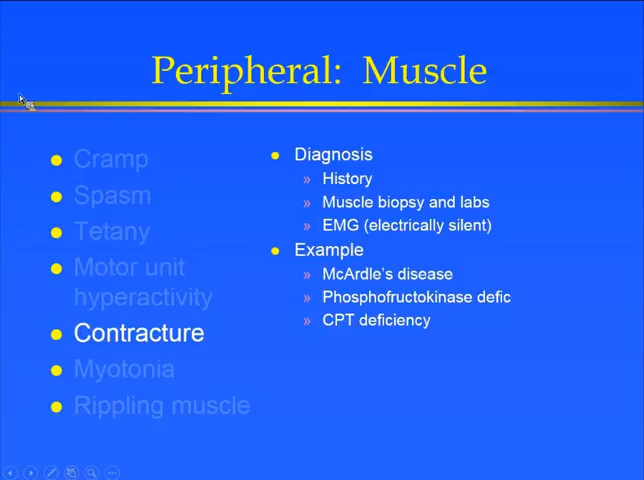 Peripheral: Muscle
Cramp
Spasm
Tetany
Motor unit
hyperactivity
Contracture
Myotonia
Rippling muscle
Diagnosis
» History
» Muscle biopsy and labs
» EMG (electrically silent)
Example
» McArdle's disease
» Phosphofructokinase defic
» CPT deficiency